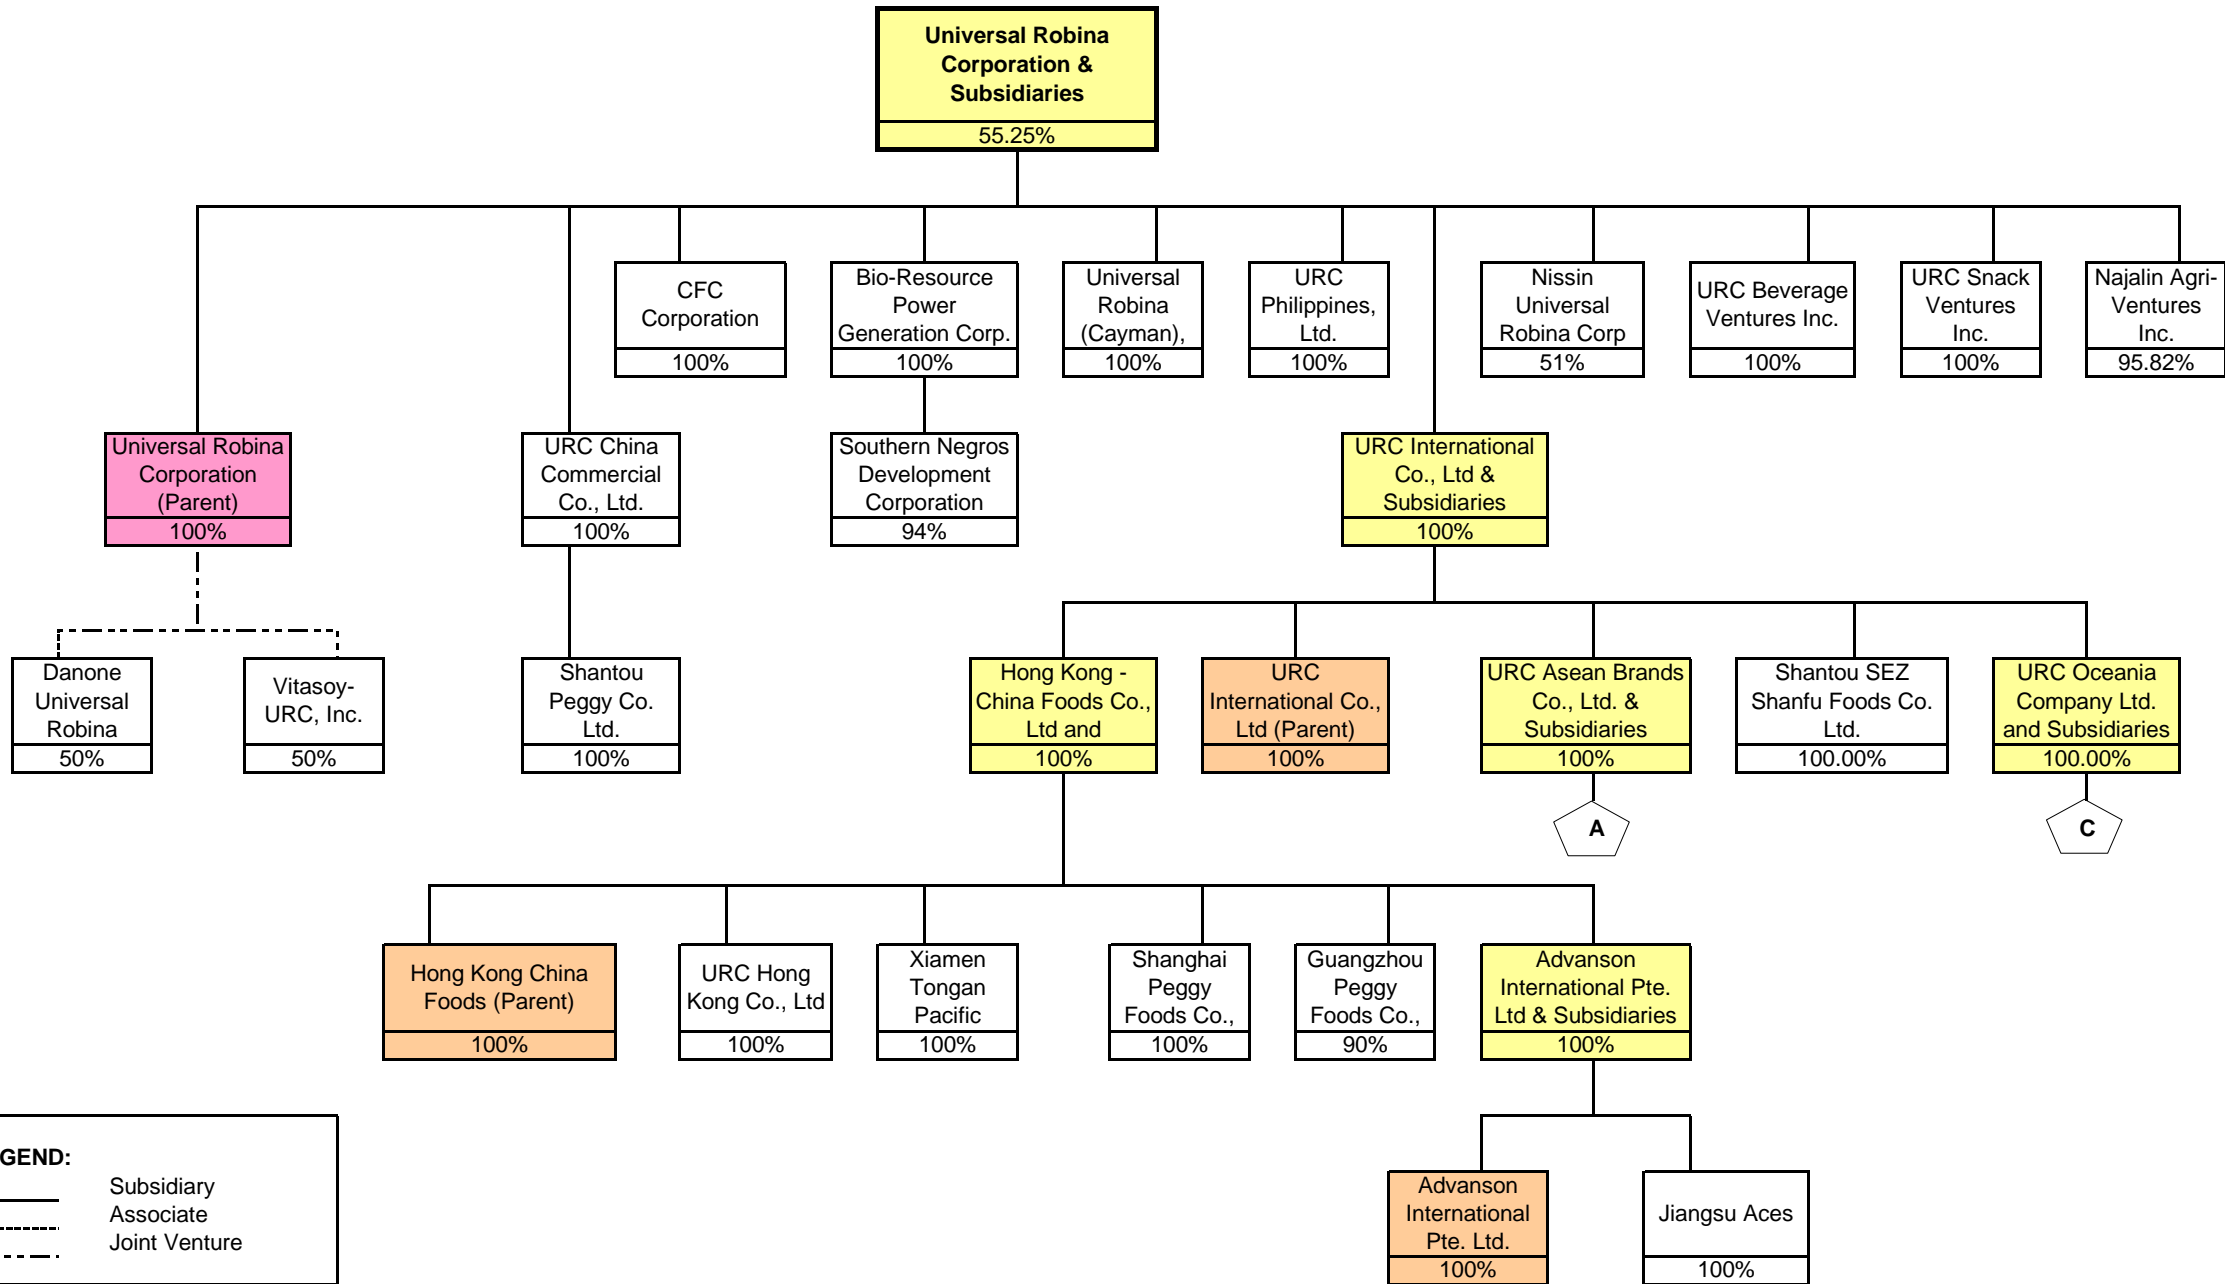 Universal Robina
Corporation &
Subsidiaries
55.25%
CFC
Corporation
100%
Bio-Resource
Power
Generation Corp.
100%
Universal
Robina
(Cayman),
100%
URC
Philippines,
Ltd.
100%
Nissin
Universal
Robina Corp
51%
URC Beverage
Ventures Inc.
100%
URC Snack
Ventures
Inc.
100%
Najalin Agri-
Ventures
Inc.
95.82%
Universal Robina
Corporation
(Parent)
100%
URC China
Commercial
Co., Ltd.
100%
Southern Negros
Development
Corporation
94%
URC International
Co., Ltd &
Subsidiaries
100%
Danone
Universal
Robina
50%
Vitasoy-
URC, Inc.
50%
Shantou
Peggy Co.
Ltd.
100%
Hong Kong -
China Foods Co.,
Ltd and
100%
URC
International Co.,
Ltd (Parent)
100%
URC Asean Brands
Co., Ltd. &
Subsidiaries
100%
Shantou SEZ
Shanfu Foods Co.
Ltd.
100.00%
URC Oceania
Company Ltd.
and Subsidiaries
100.00%
A
C
Hong Kong China
Foods (Parent)
100%
URC Hong
Kong Co., Ltd
100%
Xiamen
Tongan
Pacific
100%
Shanghai
Peggy
Foods Co.,
100%
Guangzhou
Peggy
Foods Co.,
90%
Advanson
International Pte.
Ltd & Subsidiaries
100%
GEND:
Subsidiary
Associate
Joint Venture
Advanson
International
Pte. Ltd.
100%
Jiangsu Aces
100%